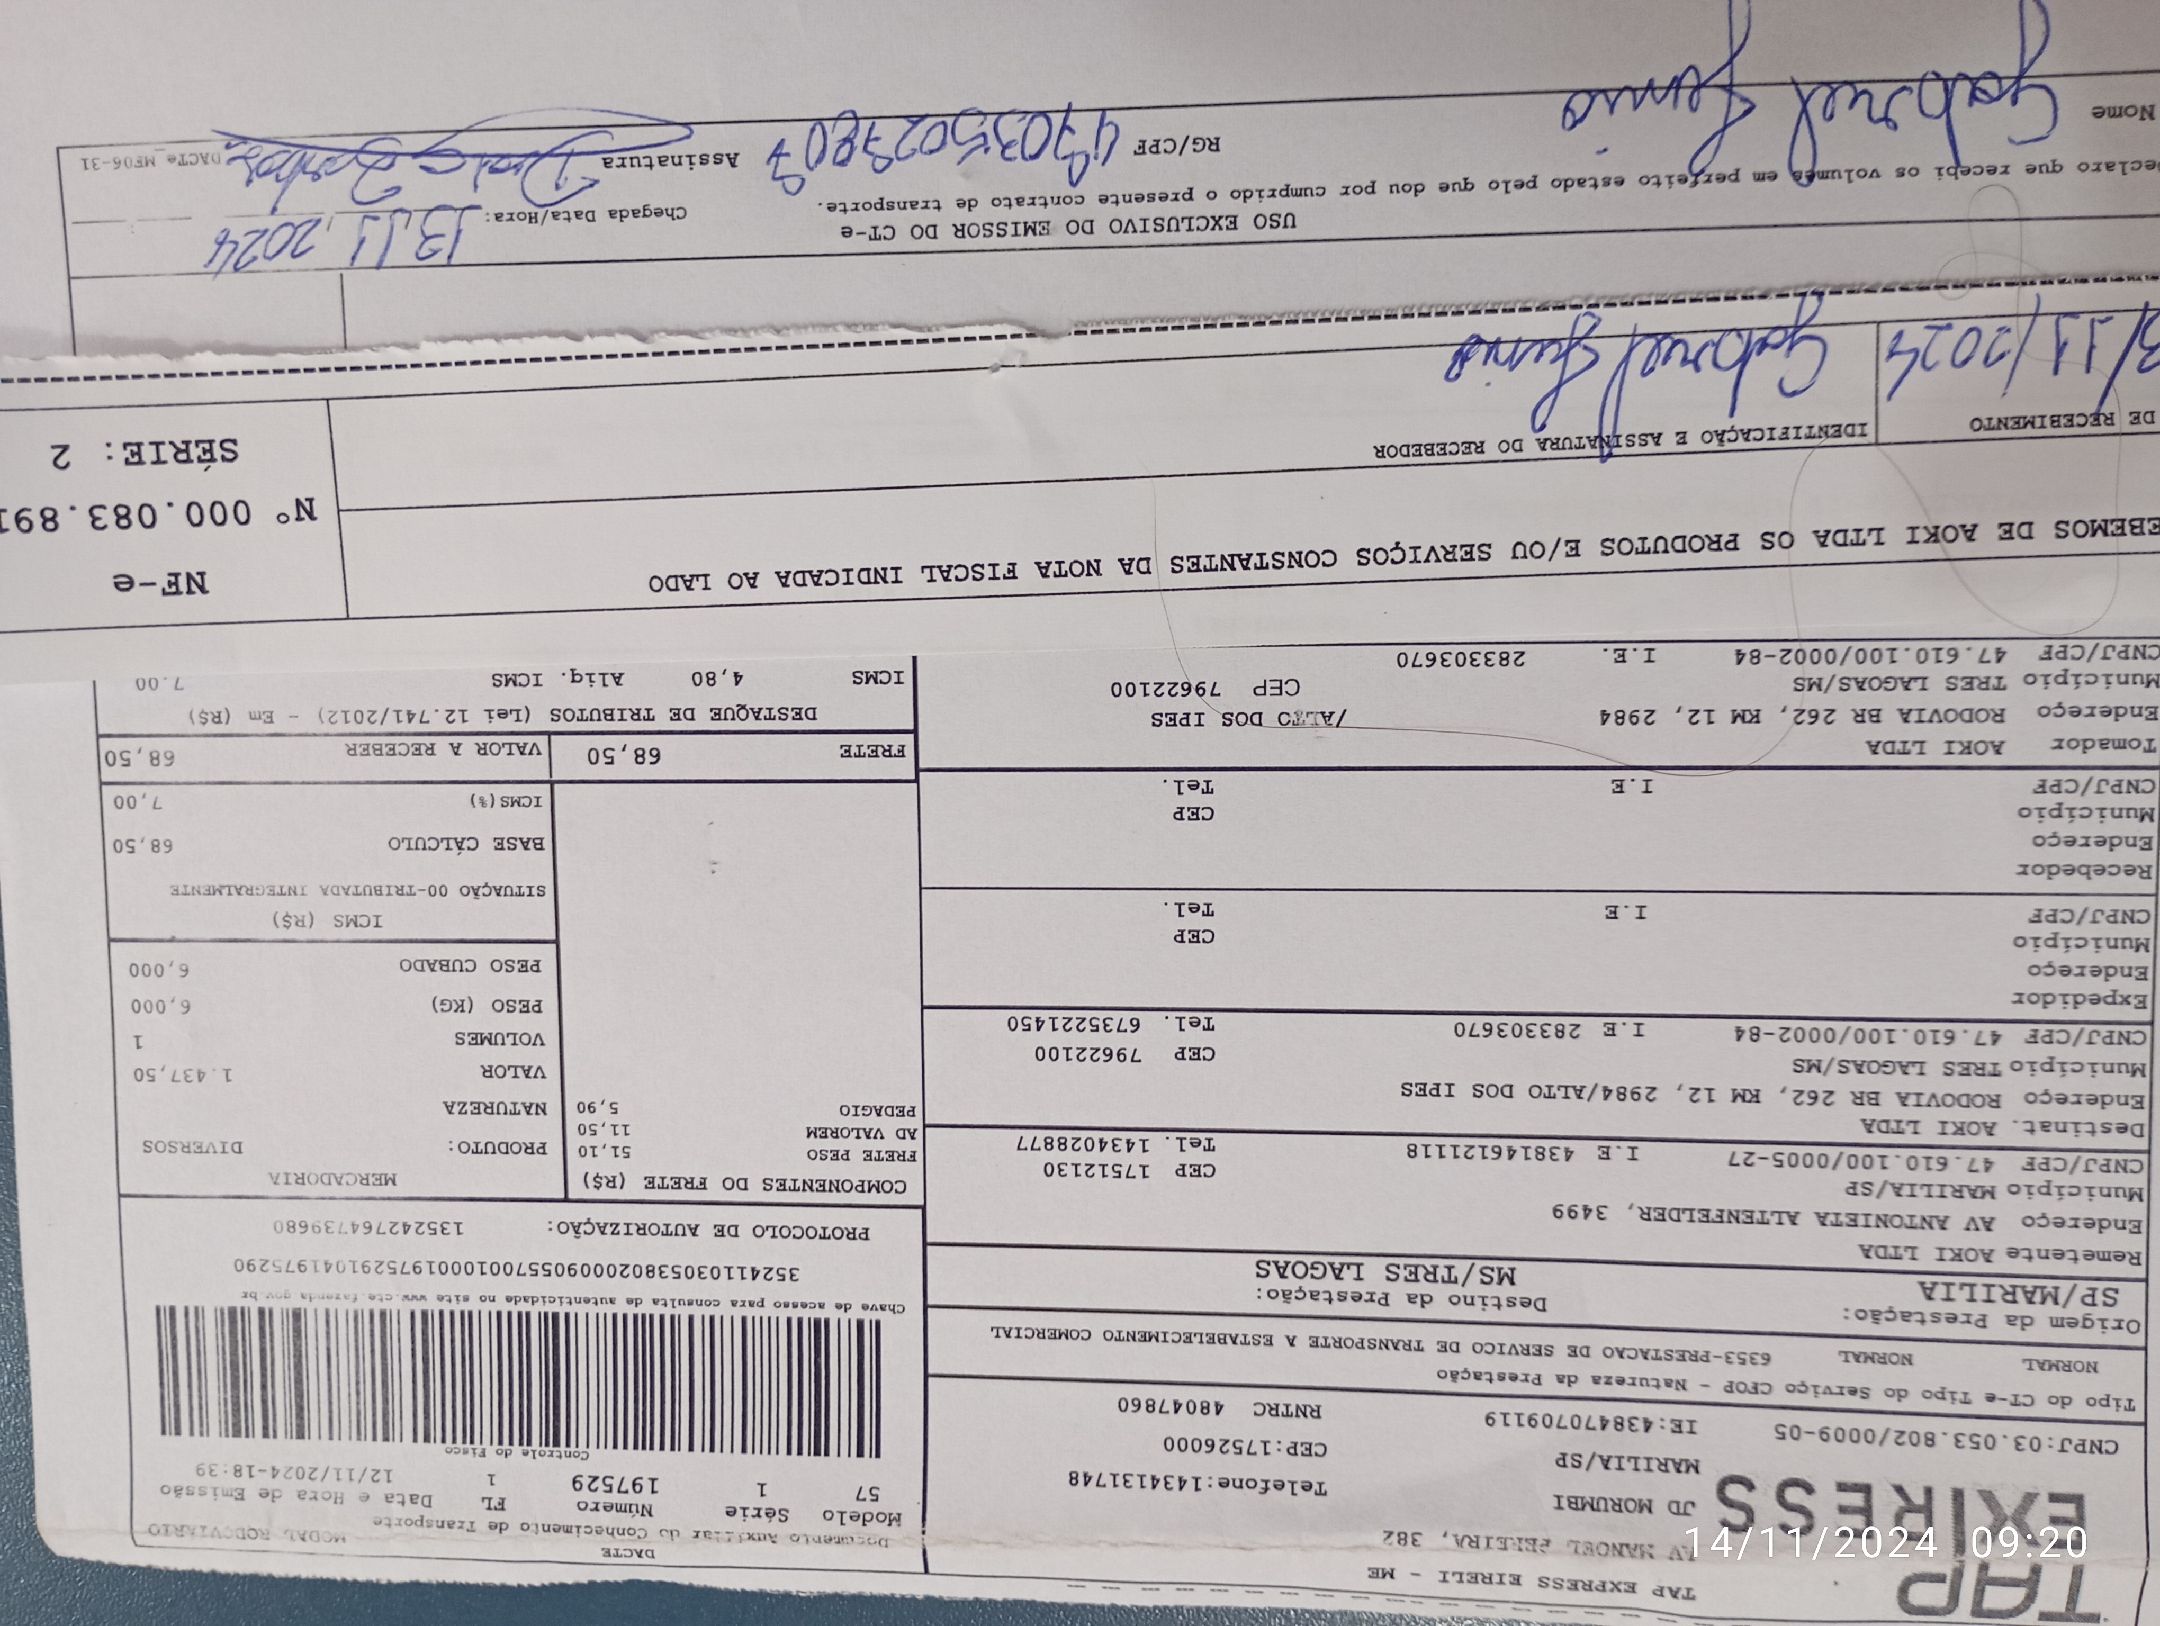 TAP EXPRESS EIRELI - ME
TAP
EXPRESS
AV MANOEL PEREIRA, 382
JD MORUMBI
MARILIA/SP
Telefone:1434131748
CEP:17526000
CNPJ:03.053.802/0009-05 IE:438470709119 RNTRC 48047860
DACTE
Documento Auxiliar do Conhecimento de Transporte
MODAL RODOVIÁRIO
Modelo Série Número FL Data e Hora de Emissão
57 1 197529 1 12/11/2024-18:39
Controle do Fisco
Chave de acesso para consulta de autenticidade no site www.cte.fazenda.gov.br
PROTOCOLO DE AUTORIZAÇÃO: 135242764739680
Tipo do CT-e Tipo do Serviço CFOP - Natureza da Prestação
NORMAL NORMAL 6353-PRESTACAO DE SERVICO DE TRANSPORTE A ESTABELECIMENTO COMERCIAL
Origem da Prestação: Destino da Prestação:
SP/MARILIA MS/TRES LAGOAS
Remetente AOKI LTDA
Endereço AV ANTONIETA ALTENFELDER, 3499
Município MARILIA/SP CEP 17512130
CNPJ/CPF 47.610.100/0005-27 I.E 438146121118 Tel. 1434028877
Destinat. AOKI LTDA
Endereço RODOVIA BR 262, KM 12, 2984/ALTO DOS IPES
Município TRES LAGOAS/MS CEP 79622100
CNPJ/CPF 47.610.100/0002-84 I.E 283303670 Tel. 6735221450
Expedidor
Endereço
Município CEP
CNPJ/CPF I.E Tel.
Recebedor
Endereço
Município CEP
CNPJ/CPF I.E Tel.
Tomador AOKI LTDA
Endereço RODOVIA BR 262, KM 12, 2984 /ALTO DOS IPES
Município TRES LAGOAS/MS CEP 79622100
CNPJ/CPF 47.610.100/0002-84 I.E. 283303670
COMPONENTES DO FRETE (R$)
FRETE PESO 51,10
AD VALOREM 11,50
PEDAGIO 5,90
MERCADORIA
PRODUTO: DIVERSOS
NATUREZA
VALOR 1.437,50
VOLUMES 1
PESO (KG) 6,000
PESO CUBADO 6,000
ICMS (R$)
SITUAÇÃO 00-TRIBUTADA INTEGRALMENTE
BASE CÁLCULO 68,50
ICMS(%) 7,00
FRETE 68,50 VALOR A RECEBER 68,50
DESTAQUE DE TRIBUTOS (Lei 12.741/2012) - Em (R$)
ICMS 4,80 Aliq. ICMS 7.00
EBEMOS DE AOKI LTDA OS PRODUTOS E/OU SERVIÇOS CONSTANTES DA NOTA FISCAL INDICADA AO LADO
NF-e
Nº 000.083.891
SÉRIE: 2
DE RECEBIMENTO IDENTIFICAÇÃO E ASSINATURA DO RECEBEDOR
3/11/2024 Gabriel Junio
USO EXCLUSIVO DO EMISSOR DO CT-e
Declaro que recebi os volumes em perfeito estado pelo que dou por cumprido o presente contrato de transporte.
Chegada Data/Hora: 13/11/2024
Nome Gabriel Junio RG/CPF Assinatura
DACTe_MF06-31
14/11/2024 09:20